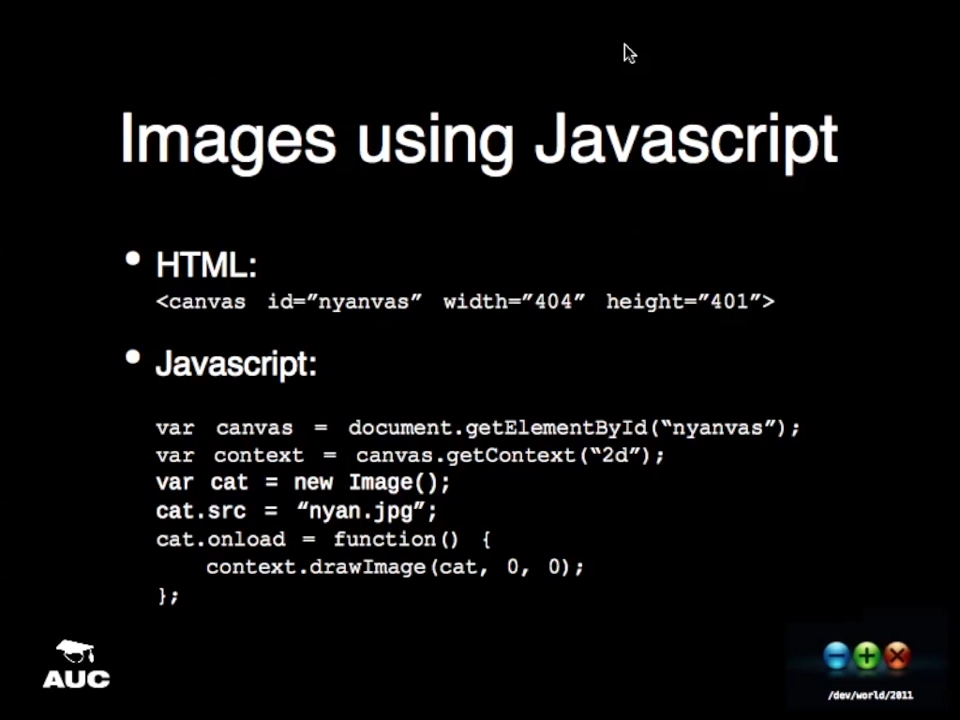 Images using Javascript
• HTML:
<canvas id=”nyanvas” width=”404” height=”401”>
• Javascript:
var canvas = document.getElementById(“nyanvas”);
var context = canvas.getContext(“2d”);
var cat = new Image();
cat.src = “nyan.jpg”;
cat.onload = function() {
context.drawImage(cat, 0, 0);
};
AUC
/dev/world/2011